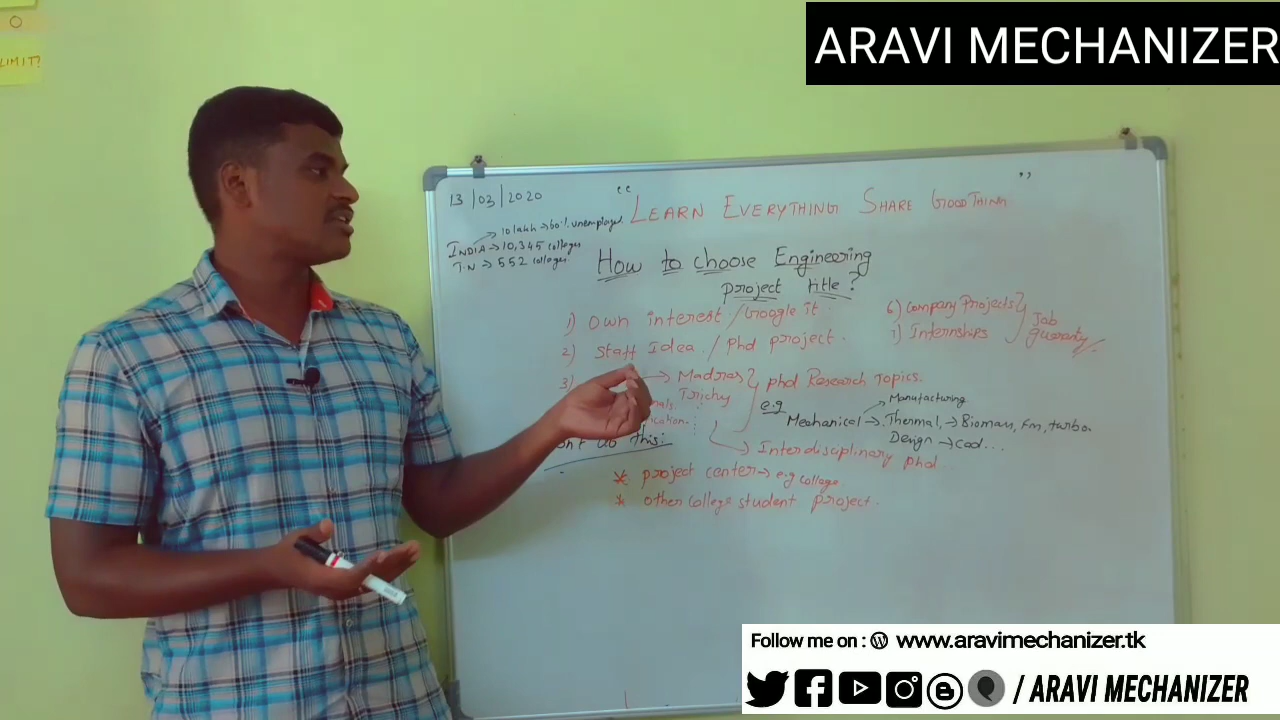 LIMIT?
ARAVI MECHANIZER
13/03/2020
“ LEARN EVERYTHING SHARE GOOD THING ”
10 lakh → 60% unemployed
INDIA → 10,345 colleges
T.N → 552 colleges
How to choose Engineering
project title?
1) Own interest / Google it.
2) Staff Idea / Phd project.
3) → Madras } phd Research Topics.
Trichy
e.g
Mechanical → Thermal, → Biomass, Fm, turbo.
Manufacturing
Design → Cad...
→ Interdisciplinary phd...
6) Company Projects } Job
7) Internships guaranty
this:
* project center → e.g college
* other College student project.
Follow me on : www.aravimechanizer.tk
/ ARAVI MECHANIZER